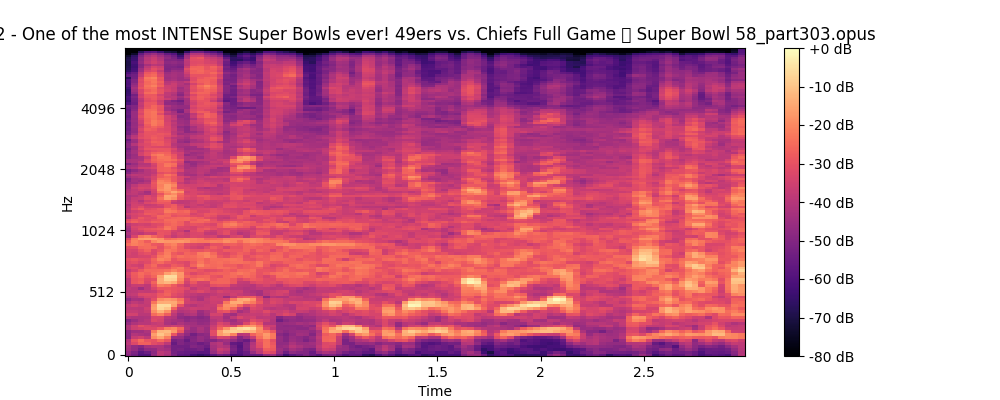 2 - One of the most INTENSE Super Bowls ever! 49ers vs. Chiefs Full Game Super Bowl 58_part303.opus
+0 dB
-10 dB
-20 dB
-30 dB
-40 dB
-50 dB
-60 dB
-70 dB
-80 dB
4096
2048
1024
512
0
Hz
0 0.5 1 1.5 2 2.5
Time